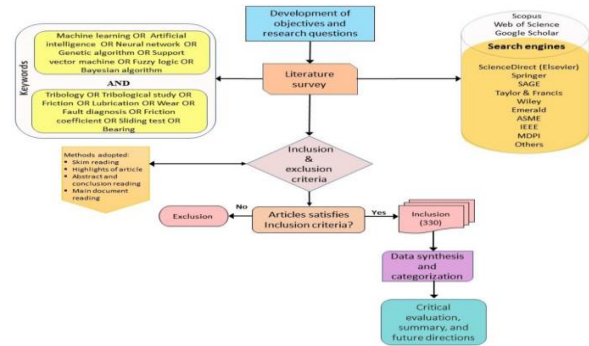 Keywords
Machine learning OR Artificial
intelligence OR Neural network OR
Genetic algorithm OR Support
vector machine OR Fuzzy logic OR
Bayesian algorithm
AND
Tribology OR Tribological study OR
Friction OR Lubrication OR Wear OR
Fault diagnosis OR Friction
coefficient OR Sliding test OR
Bearing
Development of
objectives and
research questions
Literature
survey
Scopus
Web of Science
Google Scholar
Search engines
ScienceDirect (Elsevier)
Springer
SAGE
Taylor & Francis
Wiley
Emerald
ASME
IEEE
MDPI
Others
Methods adopted:
Skim reading
Highlights of article
Abstract and
conclusion reading
Main document
reading
Inclusion
&
exclusion
criteria
Exclusion
No
Articles satisfies
Inclusion criteria?
Yes
Inclusion
(330)
Data synthesis
and
categorization
Critical
evaluation,
summary, and
future directions